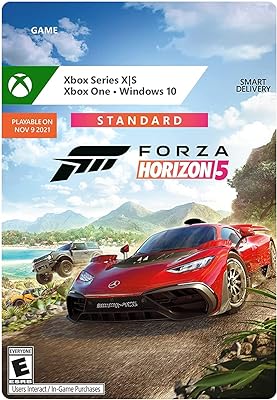 GAME
Xbox Series X|S
Xbox One • Windows 10
SMART
DELIVERY
PLAYABLE ON
NOV 9 2021
STANDARD
FORZA
HORIZON 5
EVERYONE
E
ESRB
Users Interact / In-Game Purchases